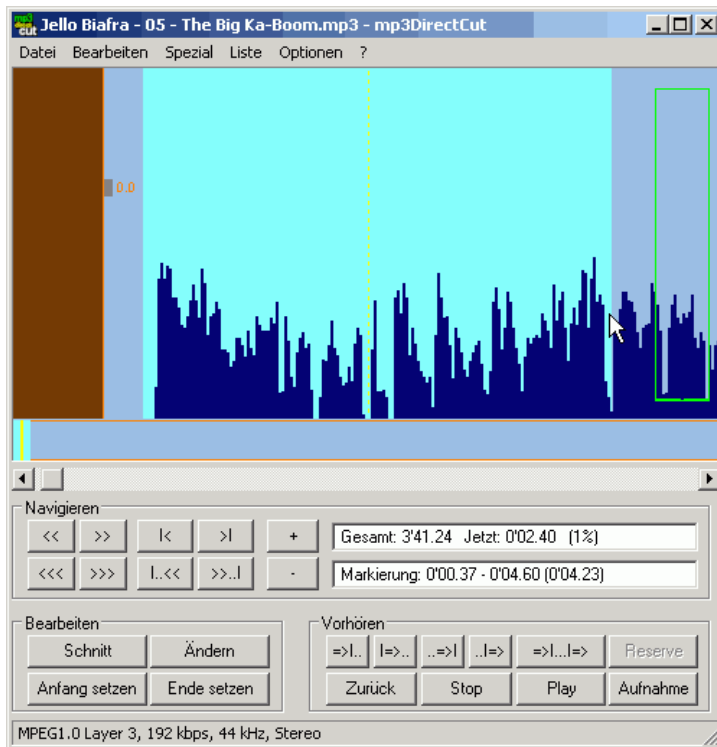 Jello Biafra - 05 - The Big Ka-Boom.mp3 - mp3DirectCut
Datei Bearbeiten Spezial Liste Optionen ?
0.0
Navigieren
<< >> I< >I + Gesamt: 3'41.24 Jetzt: 0'02.40 (1%)
<<< >>> I..<< >>..I - Markierung: 0'00.37 - 0'04.60 (0'04.23)
Bearbeiten Vorhören
Schnitt Ändern =>I.. I=>.. ..=>I ..I=> =>I...I=> Reserve
Anfang setzen Ende setzen Zurück Stop Play Aufnahme
MPEG1.0 Layer 3, 192 kbps, 44 kHz, Stereo